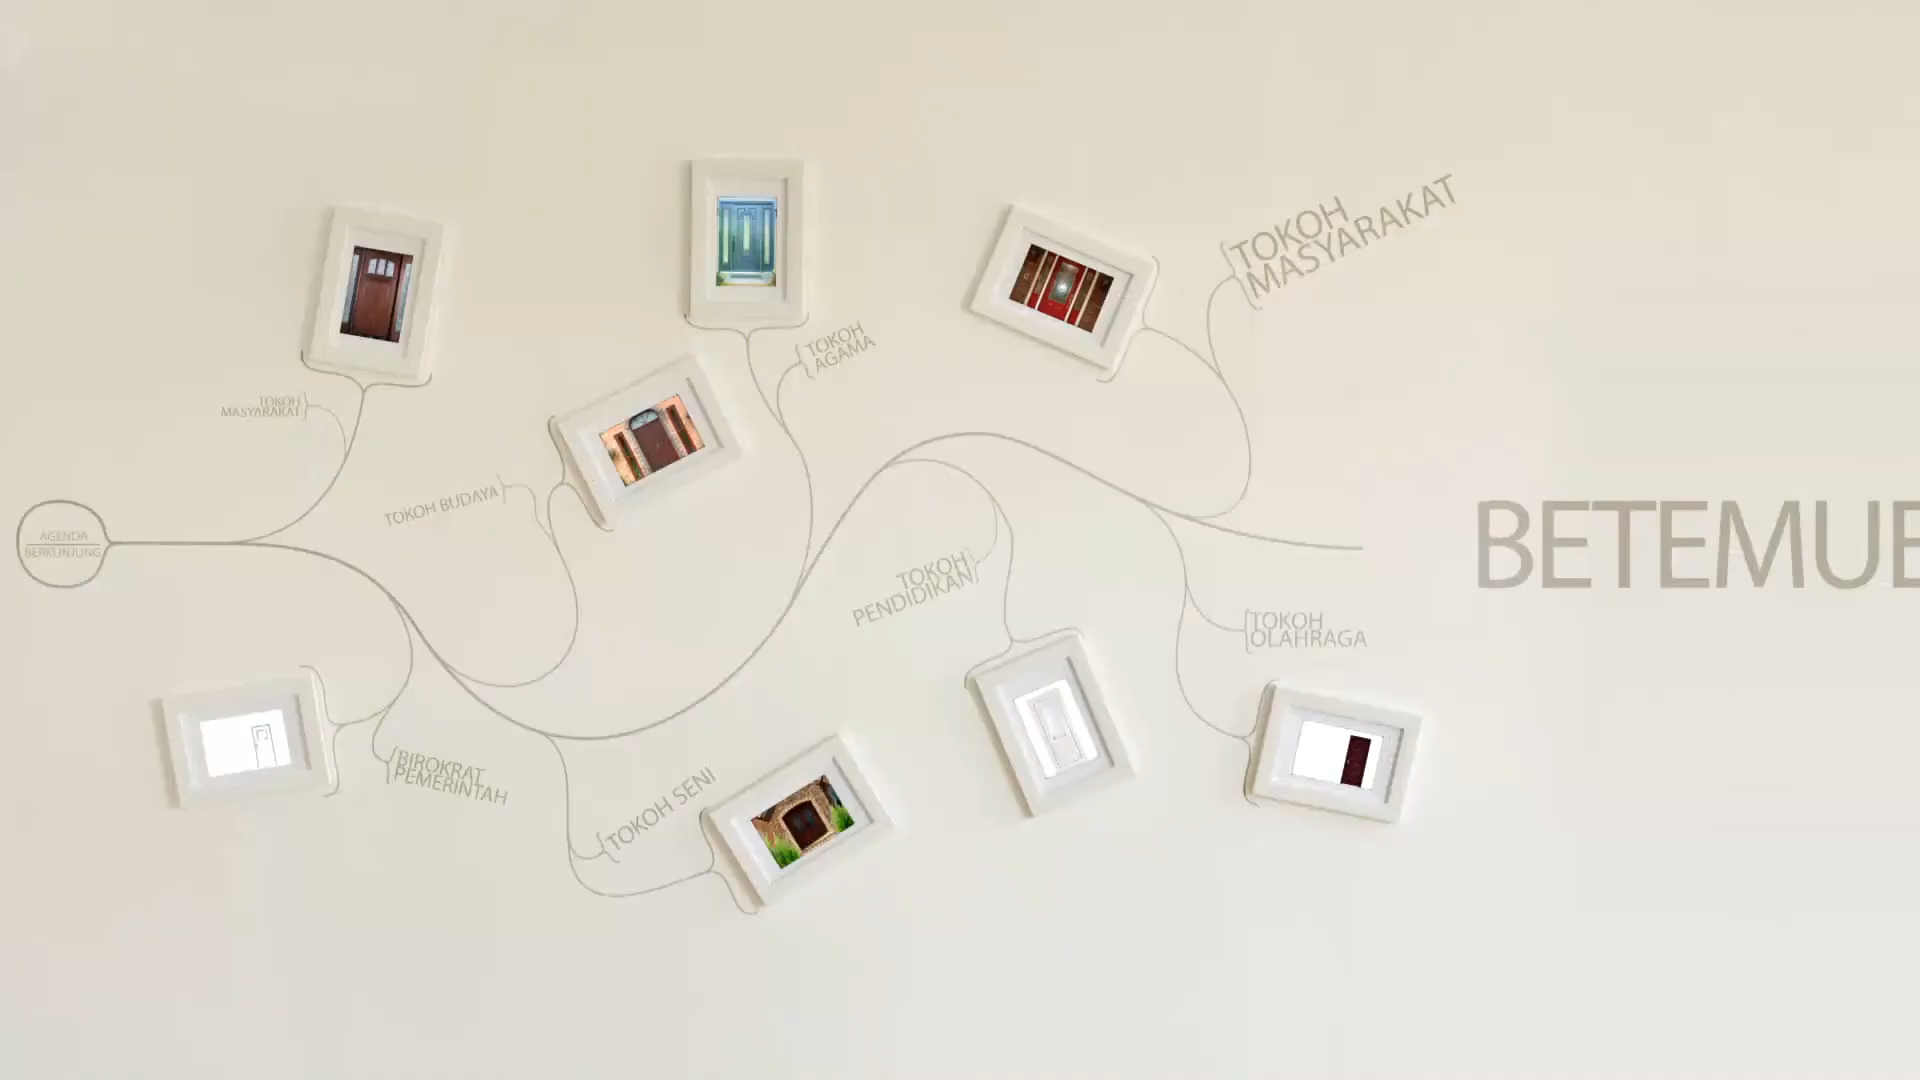 TOKOH
MASYARAKAT
TOKOH
AGAMA
TOKOH
MASYARAKAT
TOKOH BUDAYA
AGENDA
BERKUNJUNG
TOKOH
PENDIDIKAN
BETEMUE
TOKOH
OLAHRAGA
BIROKRAT
PEMERINTAH
TOKOH SENI